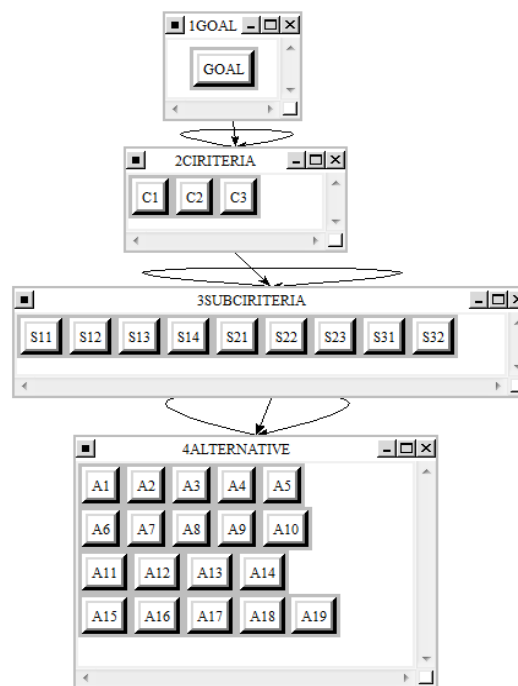 1GOAL
GOAL
2CIRITERIA
C1 C2 C3
3SUBCIRITERIA
S11 S12 S13 S14 S21 S22 S23 S31 S32
4ALTERNATIVE
A1 A2 A3 A4 A5
A6 A7 A8 A9 A10
A11 A12 A13 A14
A15 A16 A17 A18 A19